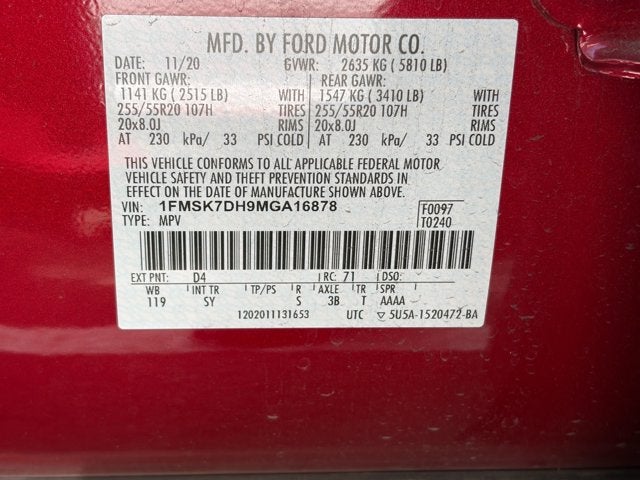 MFD. BY FORD MOTOR CO.
DATE: 11/20 GVWR: 2635 KG ( 5810 LB)
FRONT GAWR: REAR GAWR:
1141 KG ( 2515 LB) WITH 1547 KG ( 3410 LB) WITH
255/55R20 107H TIRES 255/55R20 107H TIRES
20x8.0J RIMS 20x8.0J RIMS
AT 230 kPa/ 33 PSI COLD AT 230 kPa/ 33 PSI COLD
THIS VEHICLE CONFORMS TO ALL APPLICABLE FEDERAL MOTOR
VEHICLE SAFETY AND THEFT PREVENTION STANDARDS IN
EFFECT ON THE DATE OF MANUFACTURE SHOWN ABOVE.
VIN: 1FMSK7DH9MGA16878 F0097
TYPE: MPV T0240
EXT PNT: D4 RC: 71 DSO:
WB INT TR TP/PS R AXLE TR SPR
119 SY S 3B T AAAA
1202011131653 UTC ▽ 5U5A-1520472-BA